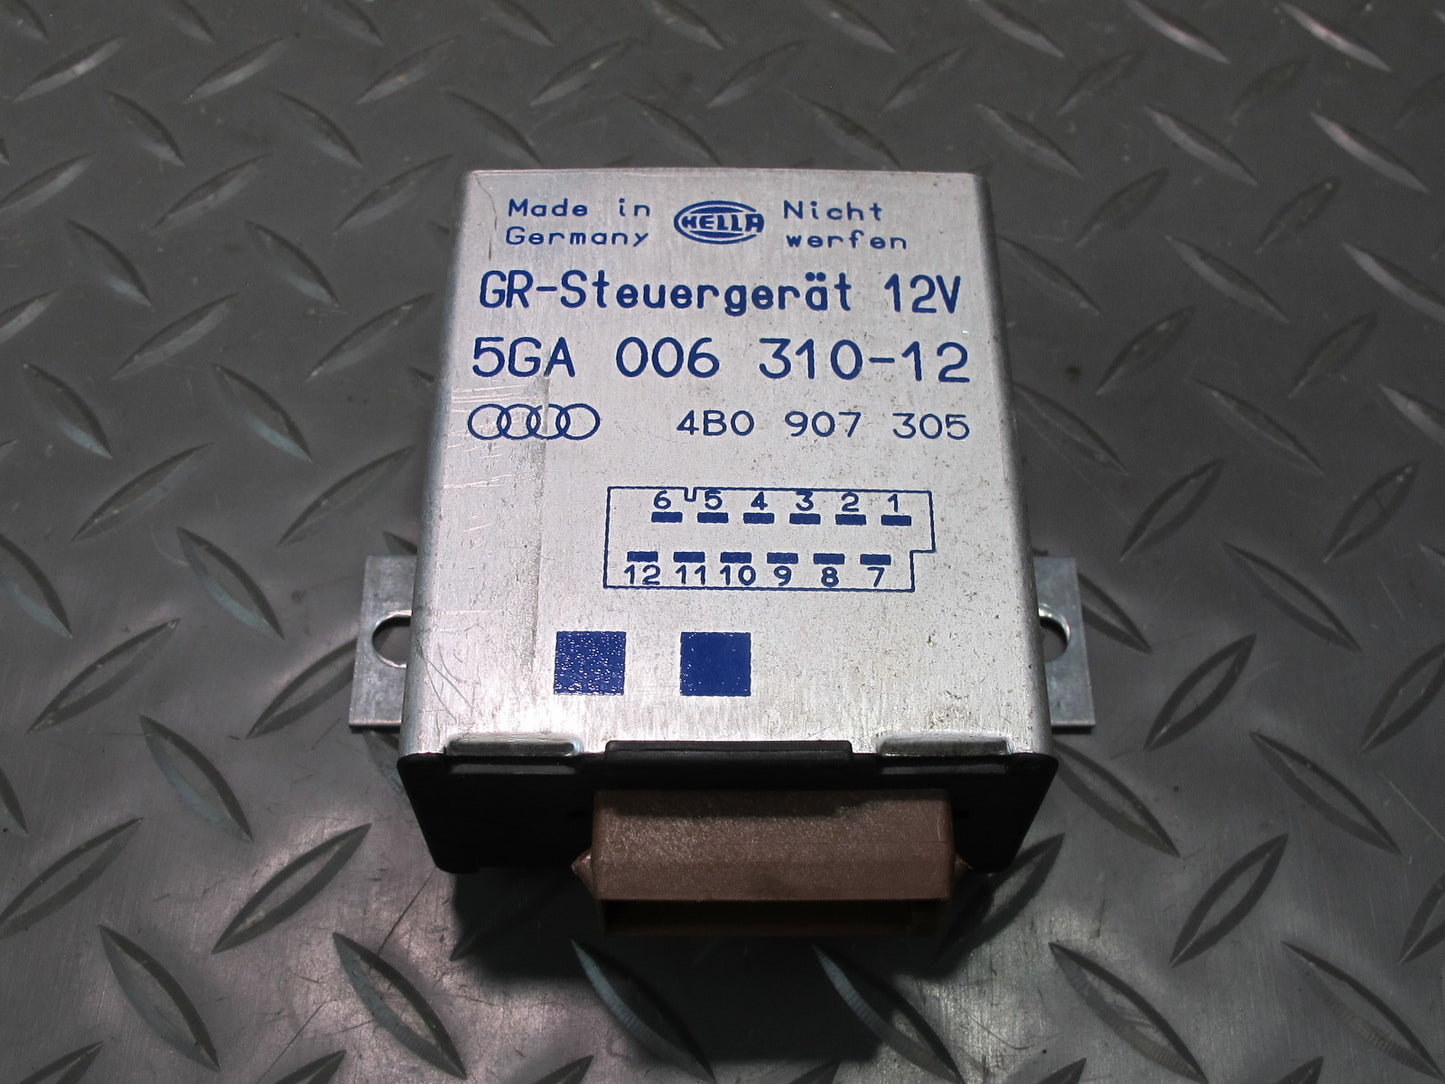 Made in HELLA Nicht
Germany werfen
GR-Steuergerät 12V
5GA 006 310-12
4B0 907 305
6 5 4 3 2 1
12 11 10 9 8 7